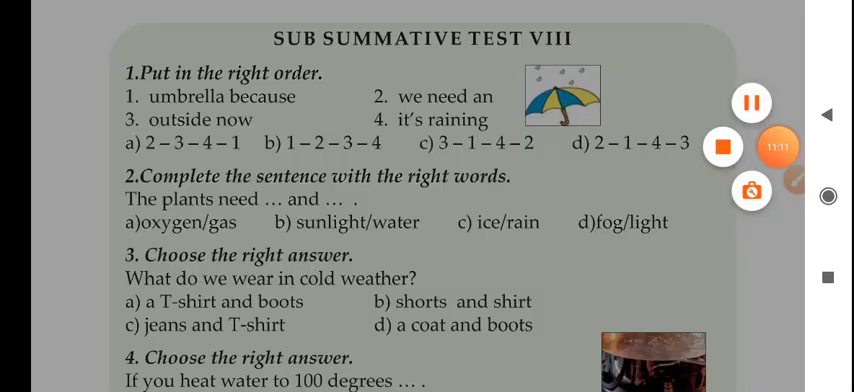 SUB SUMMATIVE TEST VIII
1.Put in the right order.
1. umbrella because 2. we need an
3. outside now 4. it's raining
a) 2 – 3 – 4 – 1 b) 1 – 2 – 3 – 4 c) 3 – 1 – 4 – 2 d) 2 – 1 – 4 – 3
2.Complete the sentence with the right words.
The plants need ... and ... .
a)oxygen/gas b) sunlight/water c) ice/rain d)fog/light
3. Choose the right answer.
What do we wear in cold weather?
a) a T-shirt and boots b) shorts and shirt
c) jeans and T-shirt d) a coat and boots
4. Choose the right answer.
If you heat water to 100 degrees ... .
11:11